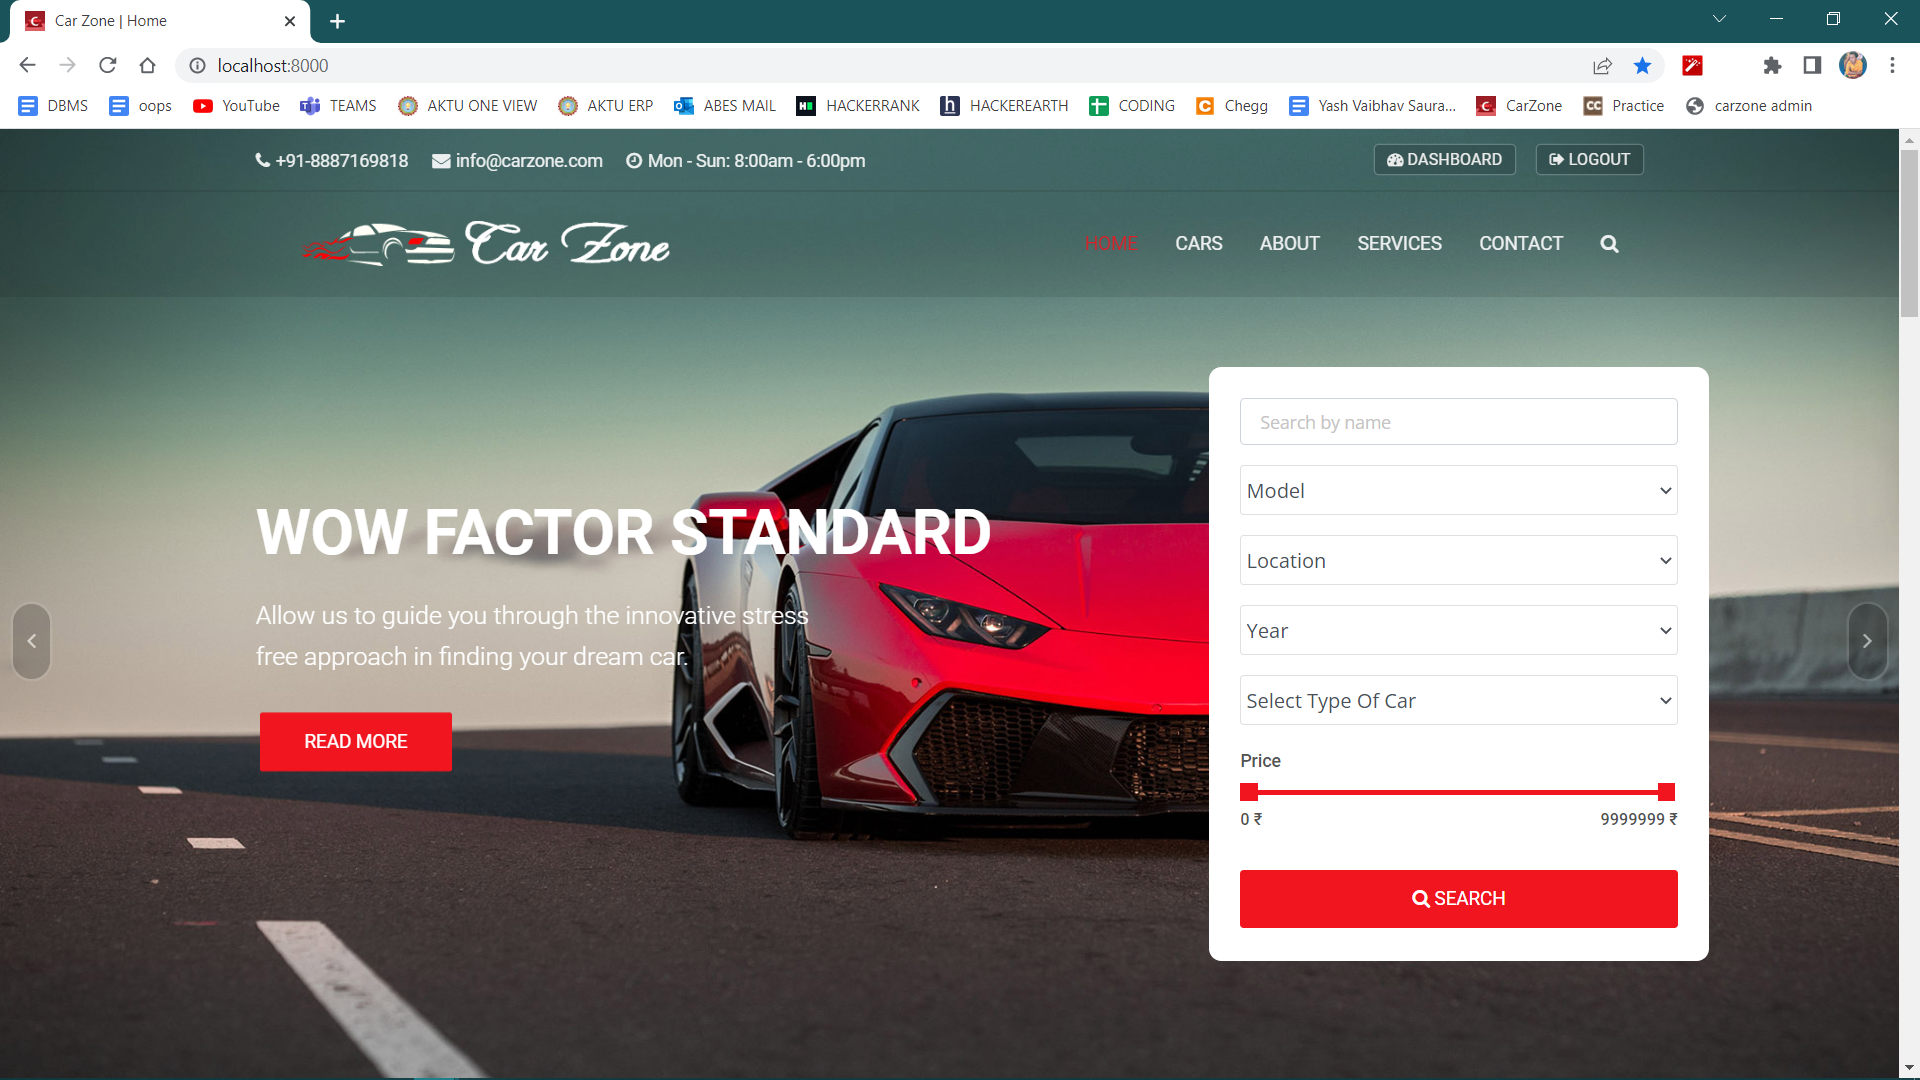 Car Zone | Home
localhost:8000
DBMS oops YouTube TEAMS AKTU ONE VIEW AKTU ERP ABES MAIL HACKERRANK HACKEREARTH CODING Chegg Yash Vaibhav Saura... CarZone Practice carzone admin
+91-8887169818 info@carzone.com Mon - Sun: 8:00am - 6:00pm DASHBOARD LOGOUT
Car Zone HOME CARS ABOUT SERVICES CONTACT
WOW FACTOR STANDARD
Allow us to guide you through the innovative stress
free approach in finding your dream car.
READ MORE
Search by name
Model
Location
Year
Select Type Of Car
Price
0 ₹ 9999999 ₹
SEARCH